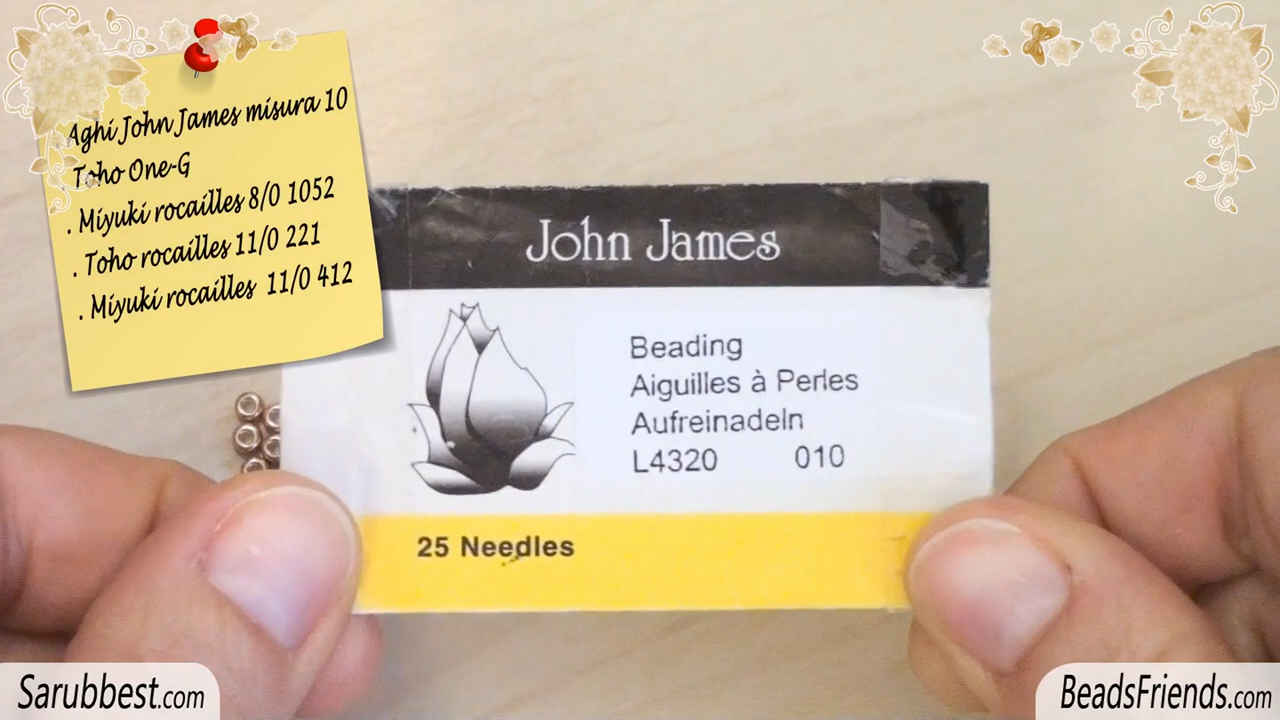 Aghi John James misura 10
Toho One-G
. Miyuki rocailles 8/0 1052
. Toho rocailles 11/0 221
. Miyuki rocailles 11/0 412
John James
Beading
Aiguilles à Perles
Aufreinadeln
L4320 010
25 Needles
Sarubbest.com
BeadsFriends.com